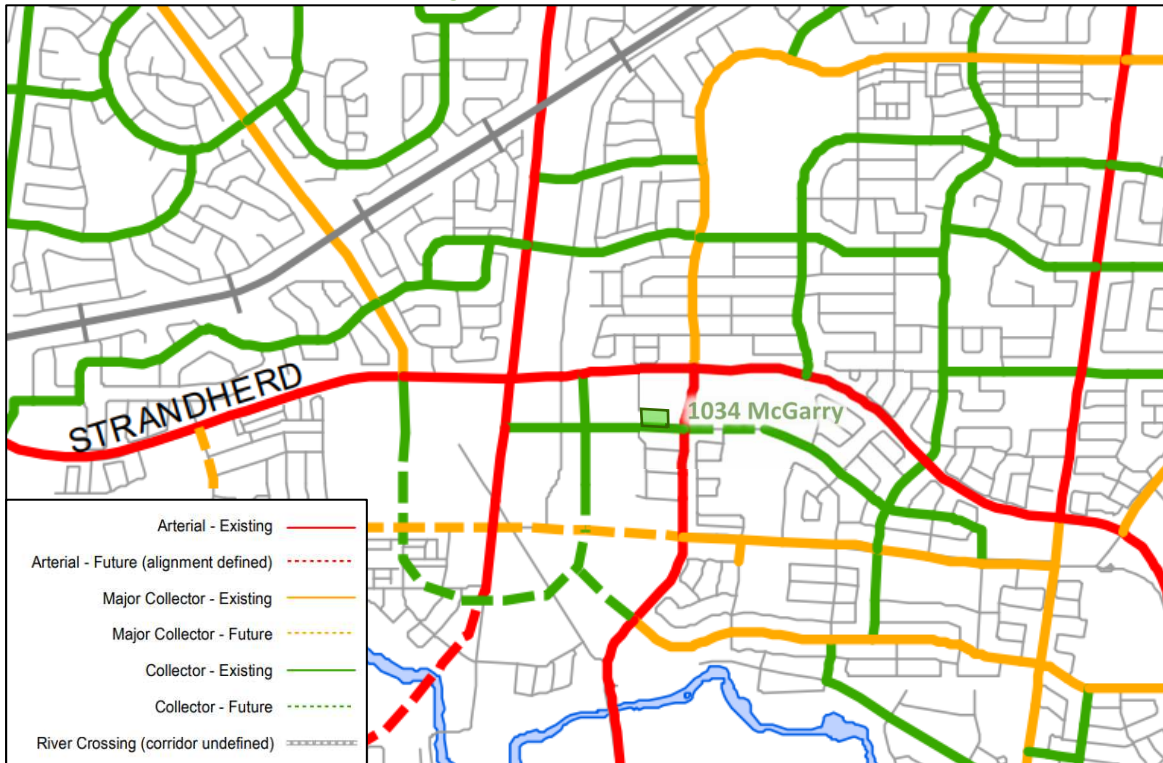 STRANDHERD
1034 McGarry
Arterial - Existing
Arterial - Future (alignment defined)
Major Collector - Existing
Major Collector - Future
Collector - Existing
Collector - Future
River Crossing (corridor undefined)